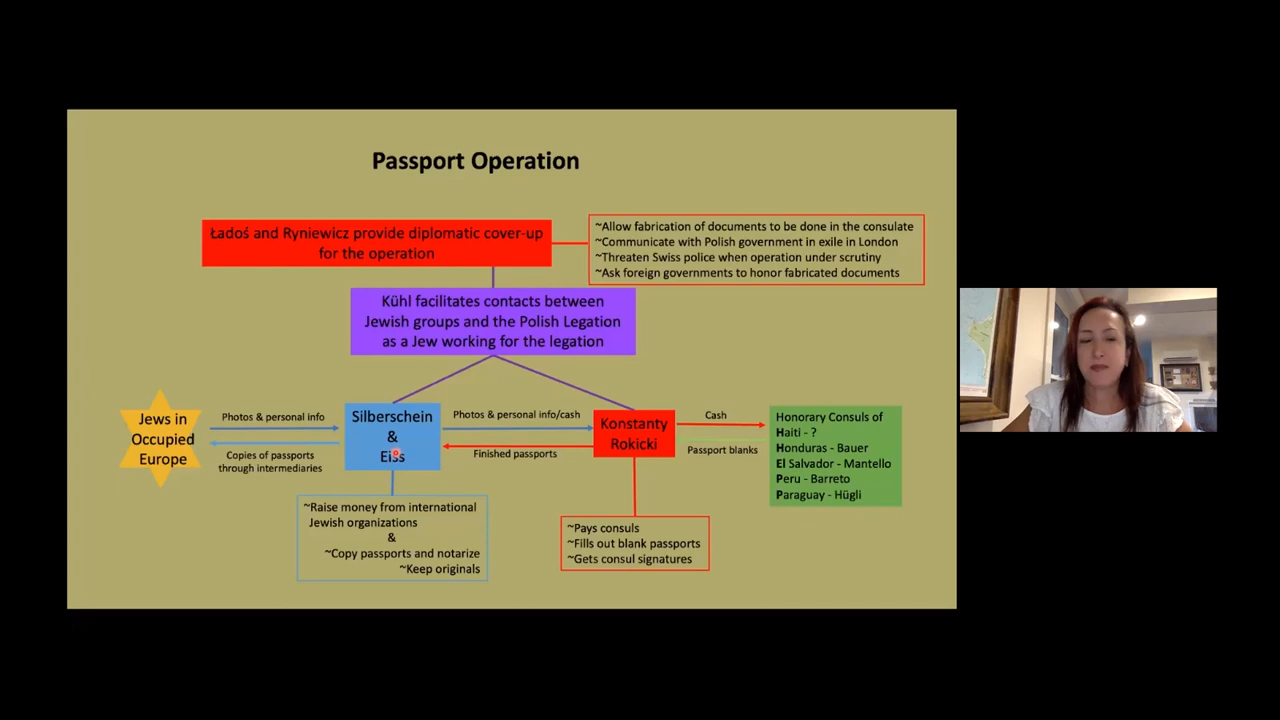 Passport Operation
Ładoś and Ryniewicz provide diplomatic cover-up
for the operation
~Allow fabrication of documents to be done in the consulate
~Communicate with Polish government in exile in London
~Threaten Swiss police when operation under scrutiny
~Ask foreign governments to honor fabricated documents
Kühl facilitates contacts between
Jewish groups and the Polish Legation
as a Jew working for the legation
Jews in
Occupied
Europe
Photos & personal info
Copies of passports
through intermediaries
Silberschein
&
Eiss
Photos & personal info/cash
Finished passports
Konstanty
Rokicki
Cash
Passport blanks
Honorary Consuls of
Haiti - ?
Honduras - Bauer
El Salvador - Mantello
Peru - Barreto
Paraguay - Hügli
~Raise money from international
Jewish organizations
&
~Copy passports and notarize
~Keep originals
~Pays consuls
~Fills out blank passports
~Gets consul signatures